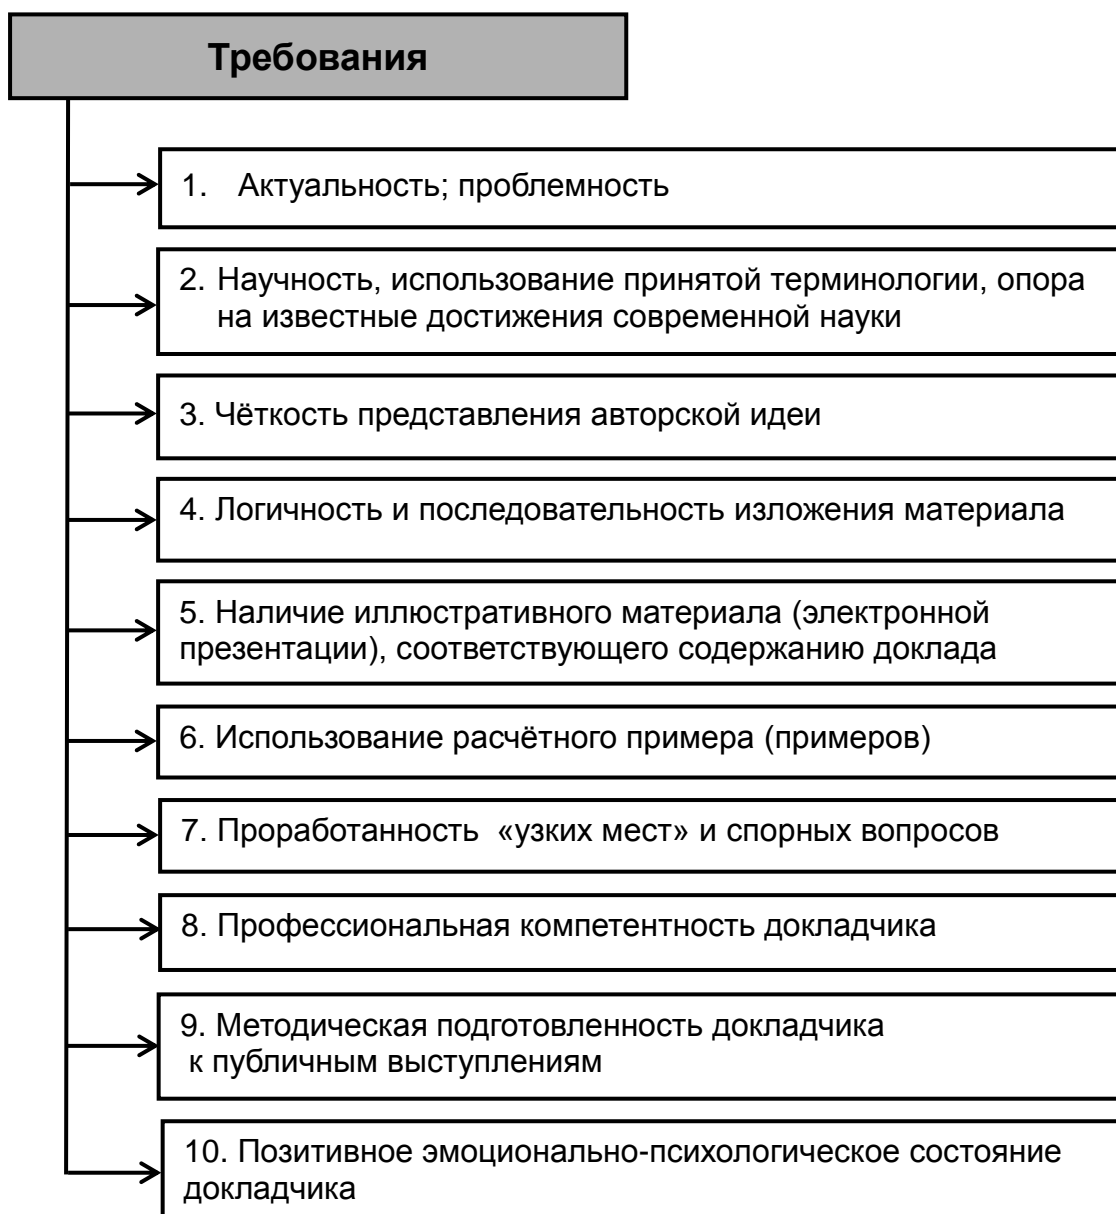 Требования
1. Актуальность; проблемность
2. Научность, использование принятой терминологии, опора
на известные достижения современной науки
3. Чёткость представления авторской идеи
4. Логичность и последовательность изложения материала
5. Наличие иллюстративного материала (электронной
презентации), соответствующего содержанию доклада
6. Использование расчётного примера (примеров)
7. Проработанность «узких мест» и спорных вопросов
8. Профессиональная компетентность докладчика
9. Методическая подготовленность докладчика
к публичным выступлениям
10. Позитивное эмоционально-психологическое состояние
докладчика